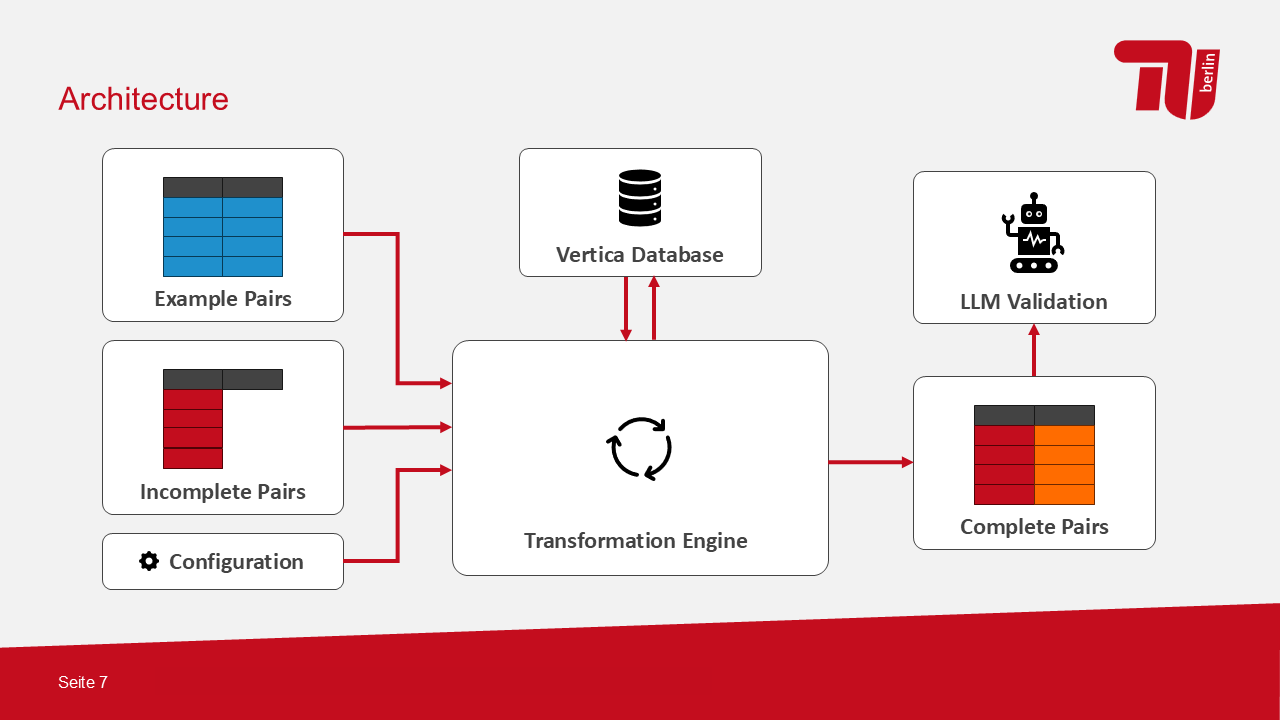 Architecture
berlin
Example Pairs
Incomplete Pairs
Configuration
Vertica Database
Transformation Engine
LLM Validation
Complete Pairs
Seite 7